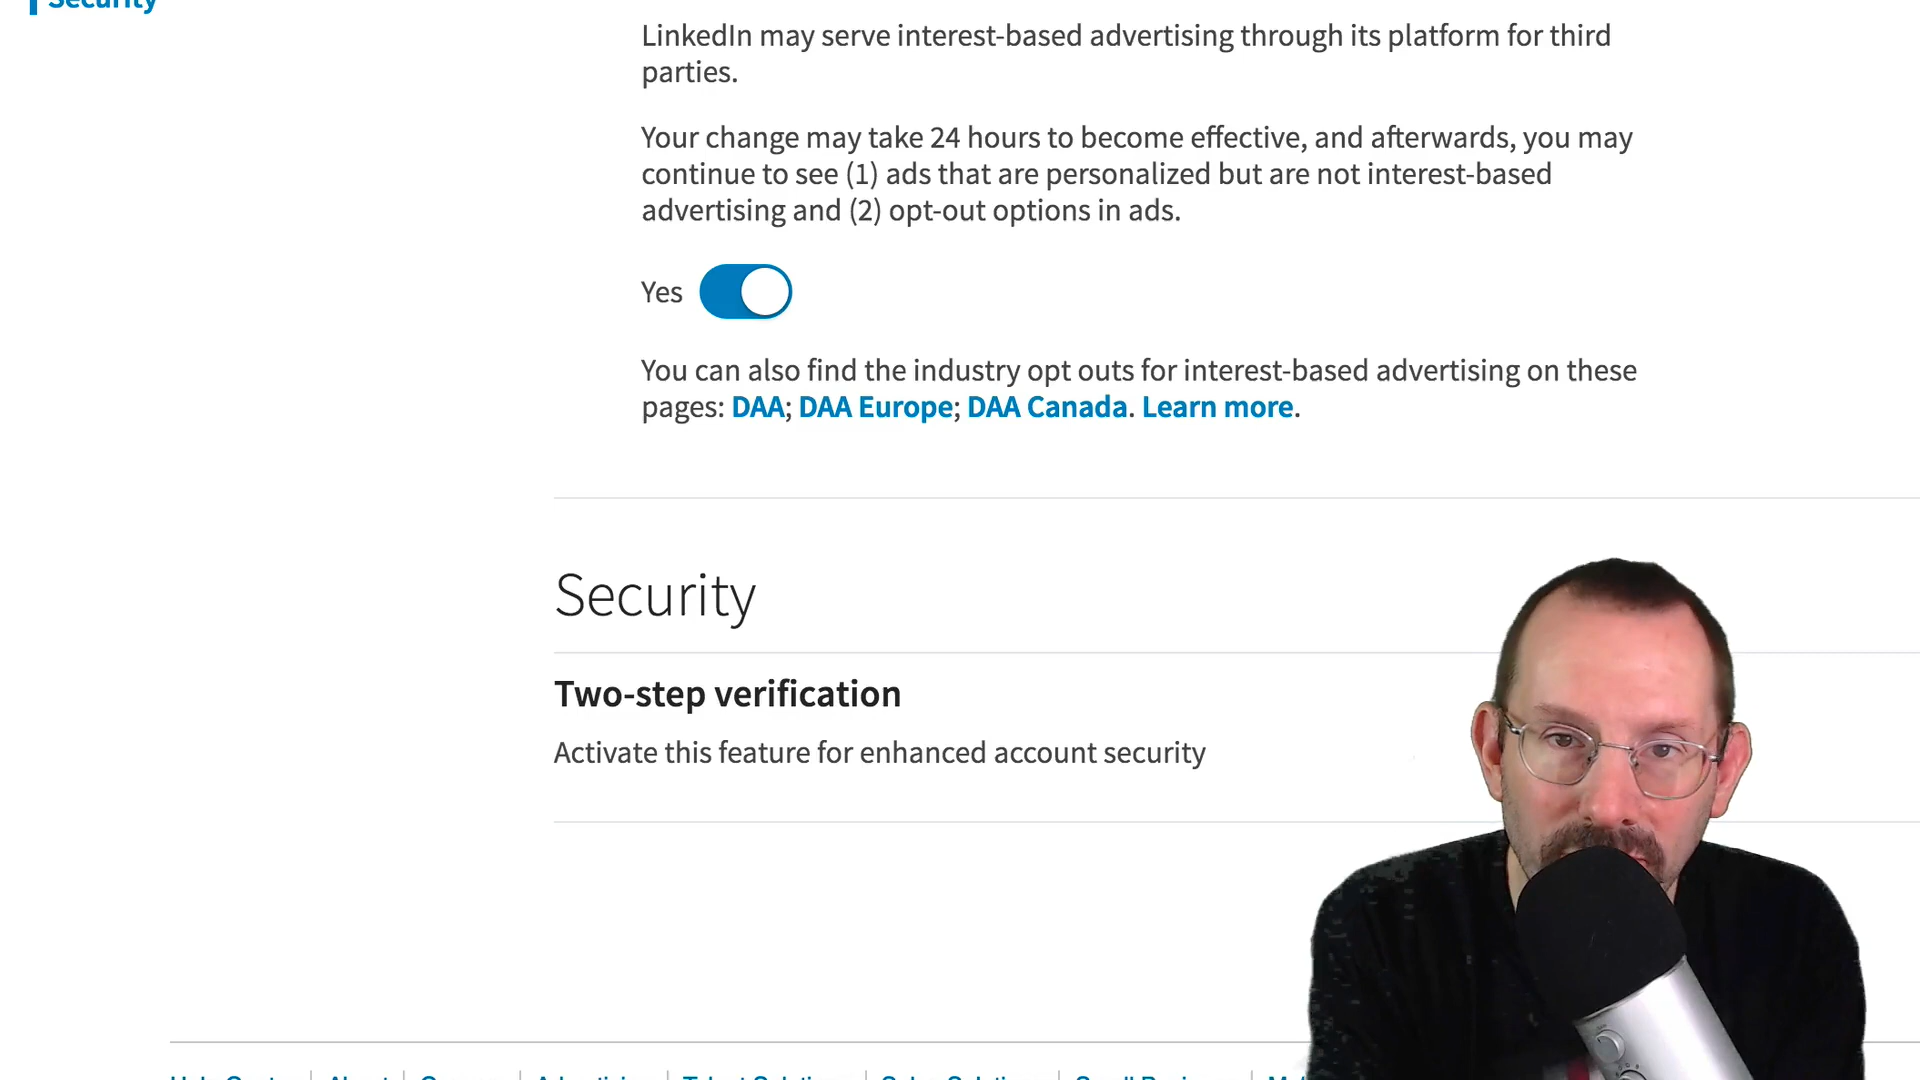 Security
LinkedIn may serve interest-based advertising through its platform for third
parties.
Your change may take 24 hours to become effective, and afterwards, you may
continue to see (1) ads that are personalized but are not interest-based
advertising and (2) opt-out options in ads.
Yes
You can also find the industry opt outs for interest-based advertising on these
pages: DAA; DAA Europe; DAA Canada. Learn more.
Security
Two-step verification
Activate this feature for enhanced account security